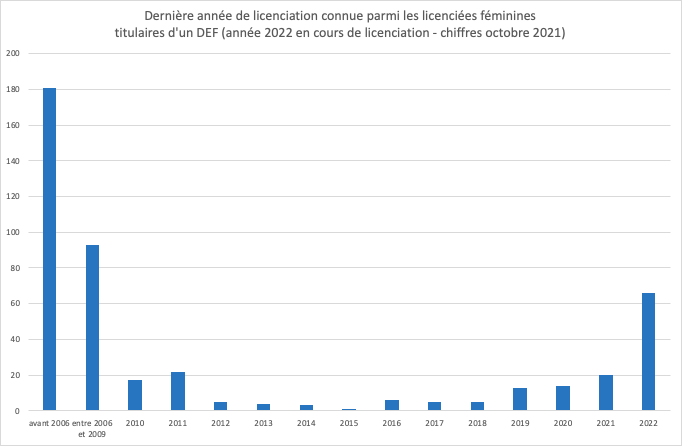 Dernière année de licenciation connue parmi les licenciées féminines
titulaires d'un DEF (année 2022 en cours de licenciation - chiffres octobre 2021)
200
180
160
140
120
100
80
60
40
20
0
avant 2006 entre 2006 2010 2011 2012 2013 2014 2015 2016 2017 2018 2019 2020 2021 2022
et 2009